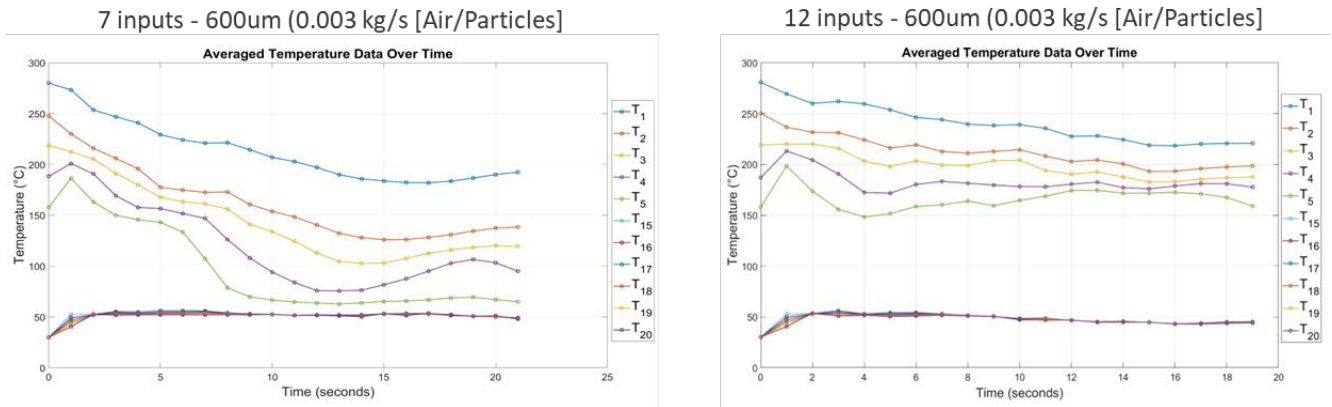 7 inputs - 600um (0.003 kg/s [Air/Particles]
Averaged Temperature Data Over Time
300
250
200
150
100
50
0
Temperature (°C)
0 5 10 15 20 25
Time (seconds)
T1
T2
T3
T4
T5
T15
T16
T17
T18
T19
T20
12 inputs - 600um (0.003 kg/s [Air/Particles]
Averaged Temperature Data Over Time
300
250
200
150
100
50
0
Temperature (°C)
0 2 4 6 8 10 12 14 16 18 20
Time (seconds)
T1
T2
T3
T4
T5
T15
T16
T17
T18
T19
T20